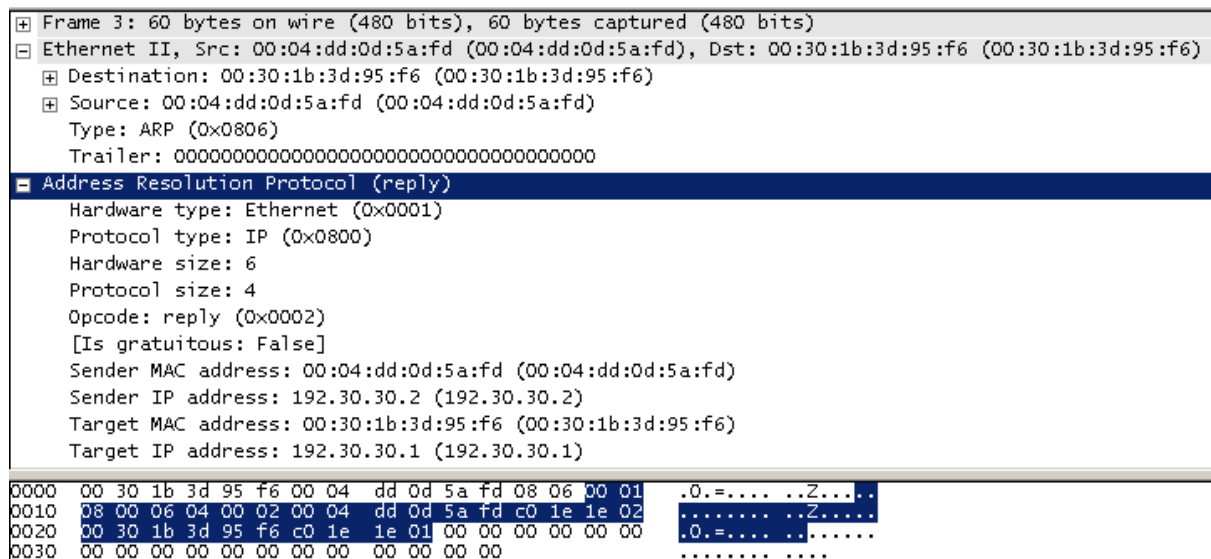 Frame 3: 60 bytes on wire (480 bits), 60 bytes captured (480 bits)
Ethernet II, Src: 00:04:dd:0d:5a:fd (00:04:dd:0d:5a:fd), Dst: 00:30:1b:3d:95:f6 (00:30:1b:3d:95:f6)
Destination: 00:30:1b:3d:95:f6 (00:30:1b:3d:95:f6)
Source: 00:04:dd:0d:5a:fd (00:04:dd:0d:5a:fd)
Type: ARP (0x0806)
Trailer: 000000000000000000000000000000000000
Address Resolution Protocol (reply)
Hardware type: Ethernet (0x0001)
Protocol type: IP (0x0800)
Hardware size: 6
Protocol size: 4
Opcode: reply (0x0002)
[Is gratuitous: False]
Sender MAC address: 00:04:dd:0d:5a:fd (00:04:dd:0d:5a:fd)
Sender IP address: 192.30.30.2 (192.30.30.2)
Target MAC address: 00:30:1b:3d:95:f6 (00:30:1b:3d:95:f6)
Target IP address: 192.30.30.1 (192.30.30.1)
0000 00 30 1b 3d 95 f6 00 04 dd 0d 5a fd 08 06 00 01 .0.=.... ..Z.....
0010 08 00 06 04 00 02 00 04 dd 0d 5a fd c0 1e 1e 02 ........ ..Z.....
0020 00 30 1b 3d 95 f6 c0 1e 1e 01 00 00 00 00 00 00 .0.=.... ........
0030 00 00 00 00 00 00 00 00 00 00 00 00 ........ ....